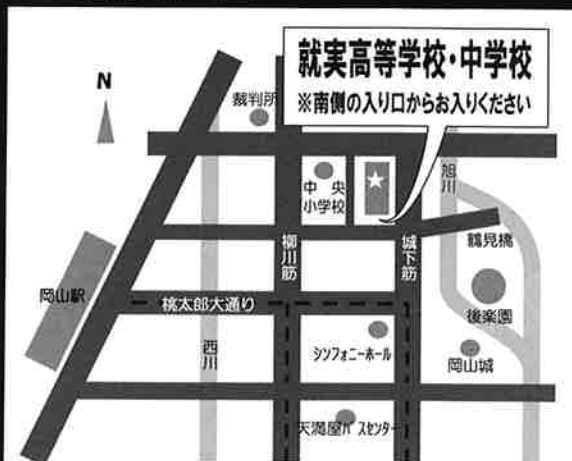 就実高等学校・中学校
※南側の入り口からお入りください
N
裁判所
中央
小学校
旭川
鶴見橋
柳川筋
城下筋
岡山駅
桃太郎大通り
後楽園
西川
シンフォニーホール
岡山城
天満屋バスセンター